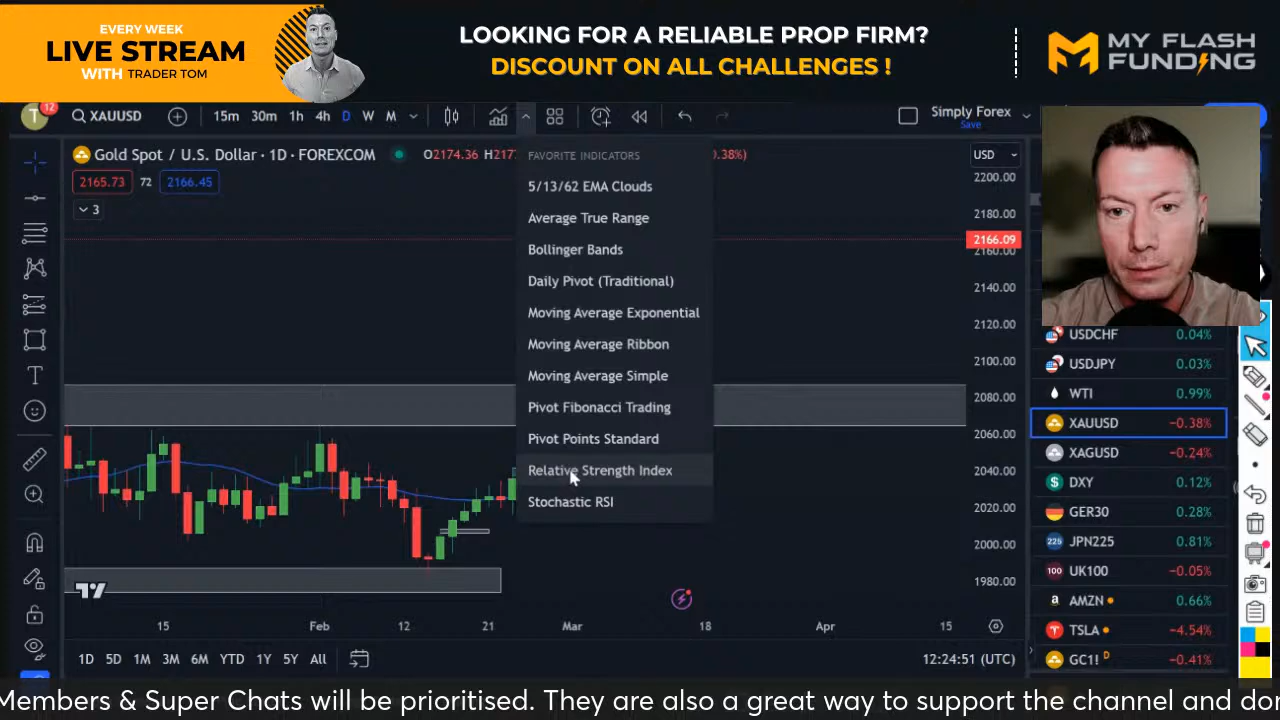 EVERY WEEK
LIVE STREAM
WITH TRADER TOM
LOOKING FOR A RELIABLE PROP FIRM?
DISCOUNT ON ALL CHALLENGES !
MY FLASH
FUNDING
T 12 XAUUSD 15m 30m 1h 4h D W M
Simply Forex
Save
Gold Spot / U.S. Dollar · 1D · FOREXCOM O2174.36 0.38%)
2165.73 72 2166.45
3
FAVORITE INDICATORS
5/13/62 EMA Clouds
Average True Range
Bollinger Bands
Daily Pivot (Traditional)
Moving Average Exponential
Moving Average Ribbon
Moving Average Simple
Pivot Fibonacci Trading
Pivot Points Standard
Relative Strength Index
Stochastic RSI
USD
2200.00
2180.00
2166.09
2160.00
2140.00
2120.00
2100.00
2080.00
2060.00
2040.00
2020.00
2000.00
1980.00
USDCHF 0.04%
USDJPY 0.03%
WTI 0.99%
XAUUSD −0.38%
XAGUSD −0.24%
DXY 0.12%
GER30 0.28%
225 JPN225 0.81%
100 UK100 −0.05%
AMZN 0.66%
TSLA −4.54%
GC1! D −0.41%
15 Feb 12 21 Mar 18 Apr 15
1D 5D 1M 3M 6M YTD 1Y 5Y All
12:24:51 (UTC)
Members & Super Chats will be prioritised. They are also a great way to support the channel and don